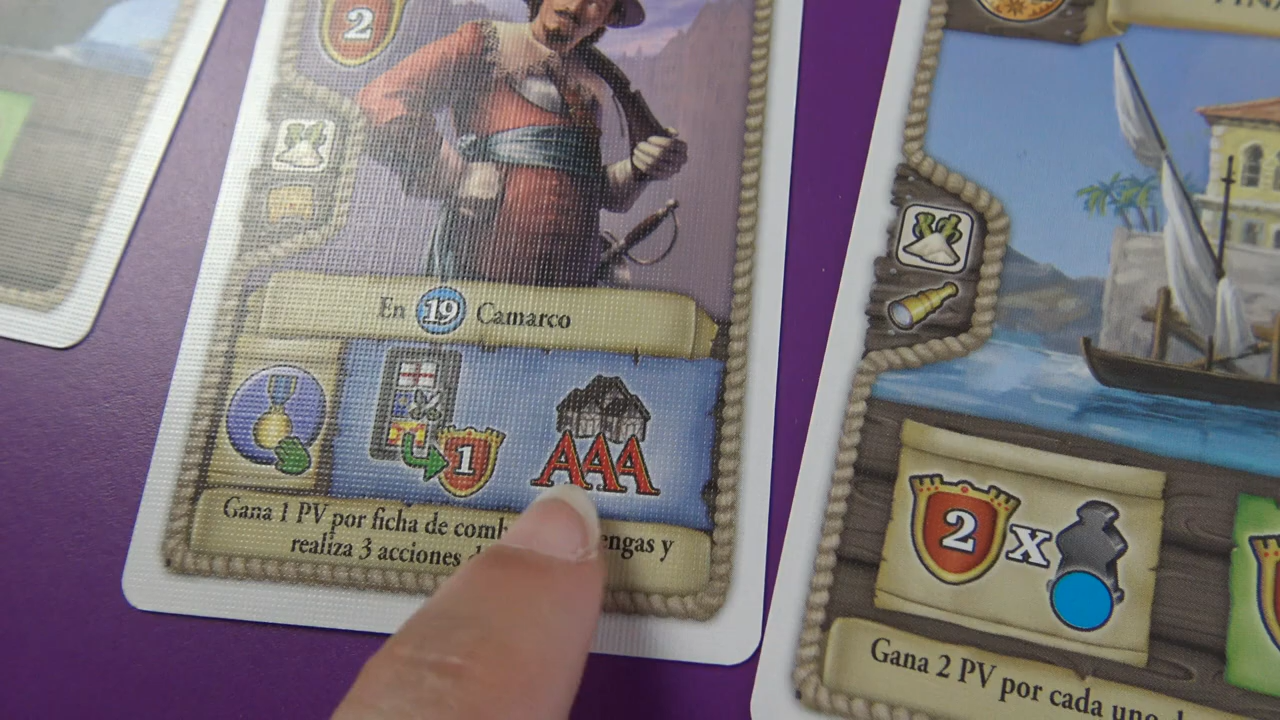 2
En 19 Camarco
1
AAA
Gana 1 PV por ficha de
engas y
realiza 3 acciones
2 x
Gana 2 PV por cada uno